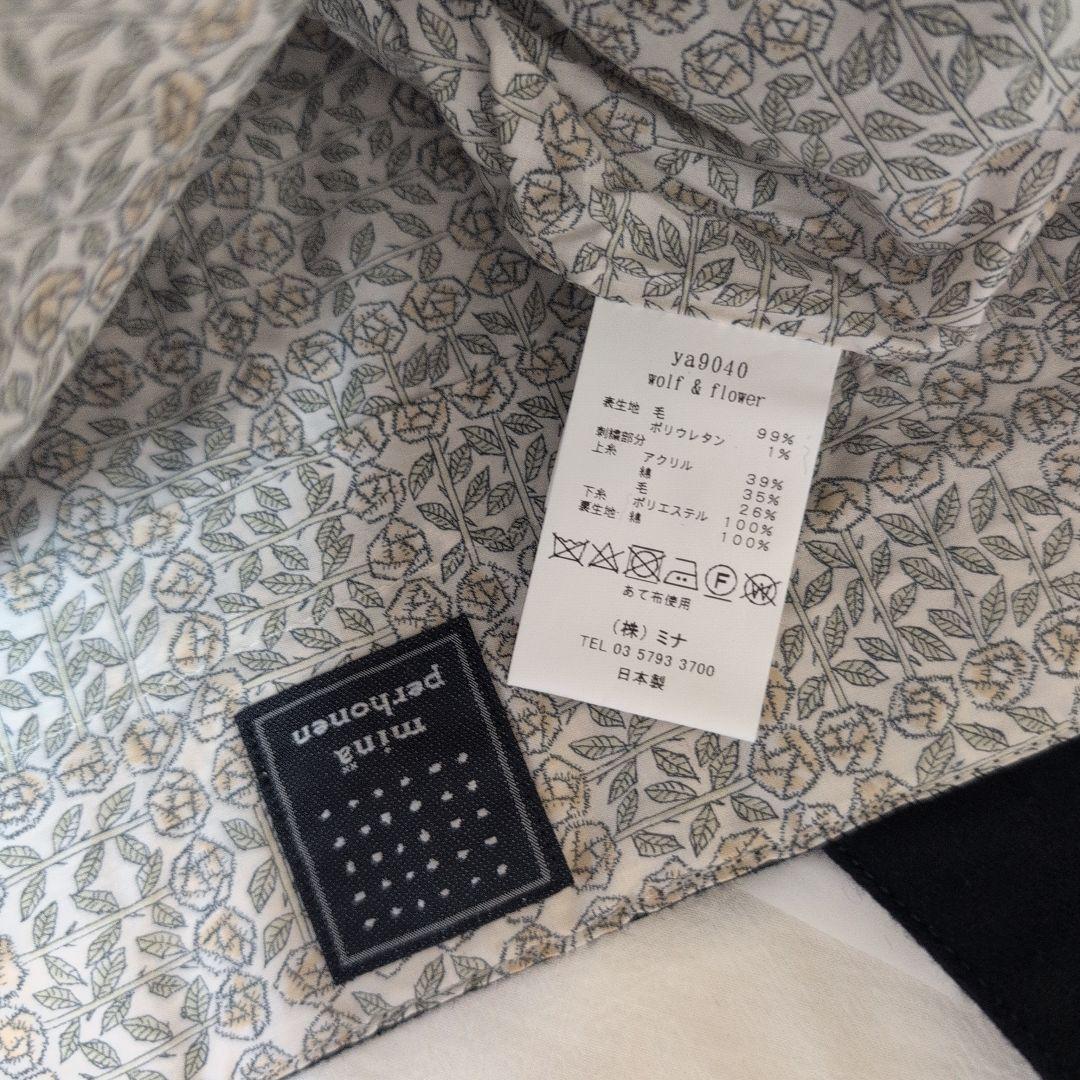 ya9040
wolf & flower
表生地 毛 99%
ポリウレタン 1%
刺繍部分
上糸 アクリル 39%
綿 35%
毛 26%
下糸 ポリエステル 100%
裏生地 綿 100%
F
W
あて布使用
(株)ミナ
TEL 03 5793 3700
日本製
minä
perhonen